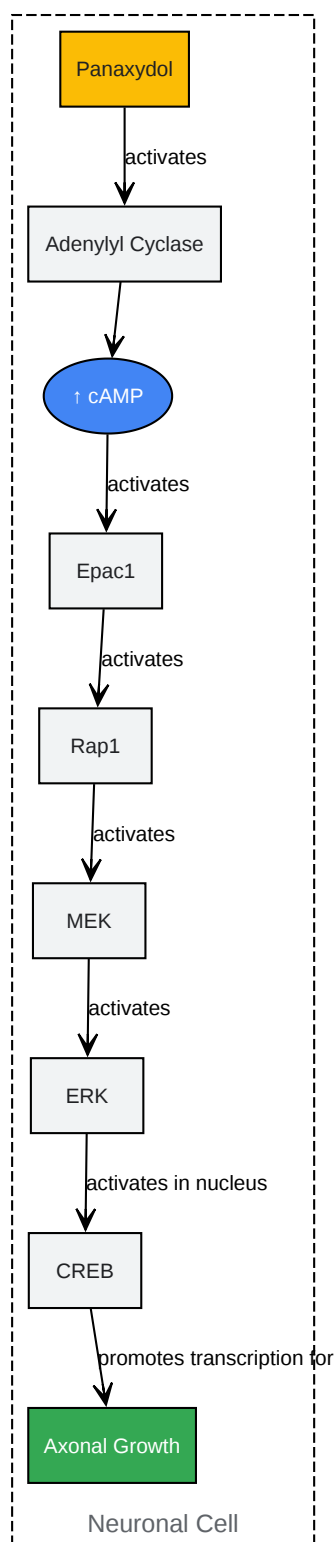 Panaxydol
activates
Adenylyl Cyclase
↑ cAMP
activates
Epac1
activates
Rap1
activates
MEK
activates
ERK
activates in nucleus
CREB
promotes transcription for
Axonal Growth
Neuronal Cell